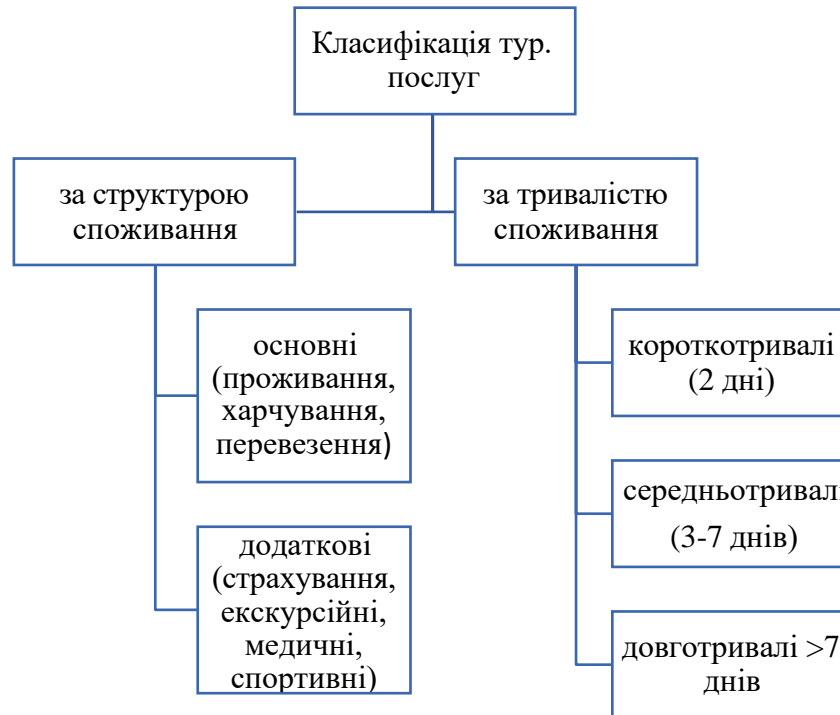 Класифікація тур.
послуг
за структурою
споживання
основні
(проживання,
харчування,
перевезення)
додаткові
(страхування,
екскурсійні,
медичні,
спортивні)
за тривалістю
споживання
короткотривалі
(2 дні)
середньотривалі
(3-7 днів)
довготривалі >7
днів